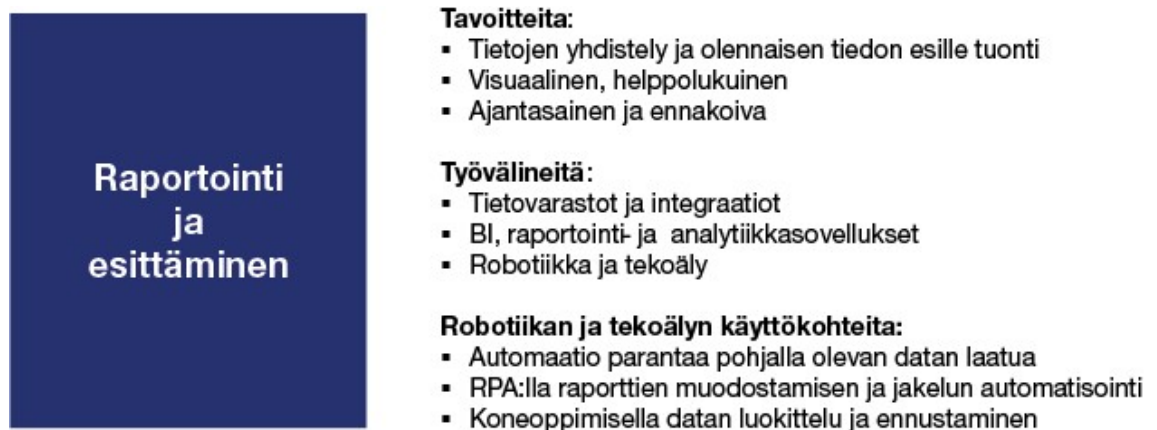 Raportointi
ja
esittäminen
Tavoitteita:
▪ Tietojen yhdistely ja olennaisen tiedon esille tuonti
▪ Visuaalinen, helppolukuinen
▪ Ajantasainen ja ennakoiva
Työvälineitä:
▪ Tietovarastot ja integraatiot
▪ BI, raportointi- ja analytiikkasovellukset
▪ Robotiikka ja tekoäly
Robotiikan ja tekoälyn käyttökohteita:
▪ Automaatio parantaa pohjalla olevan datan laatua
▪ RPA:lla raporttien muodostamisen ja jakelun automatisointi
▪ Koneoppimisella datan luokittelu ja ennustaminen